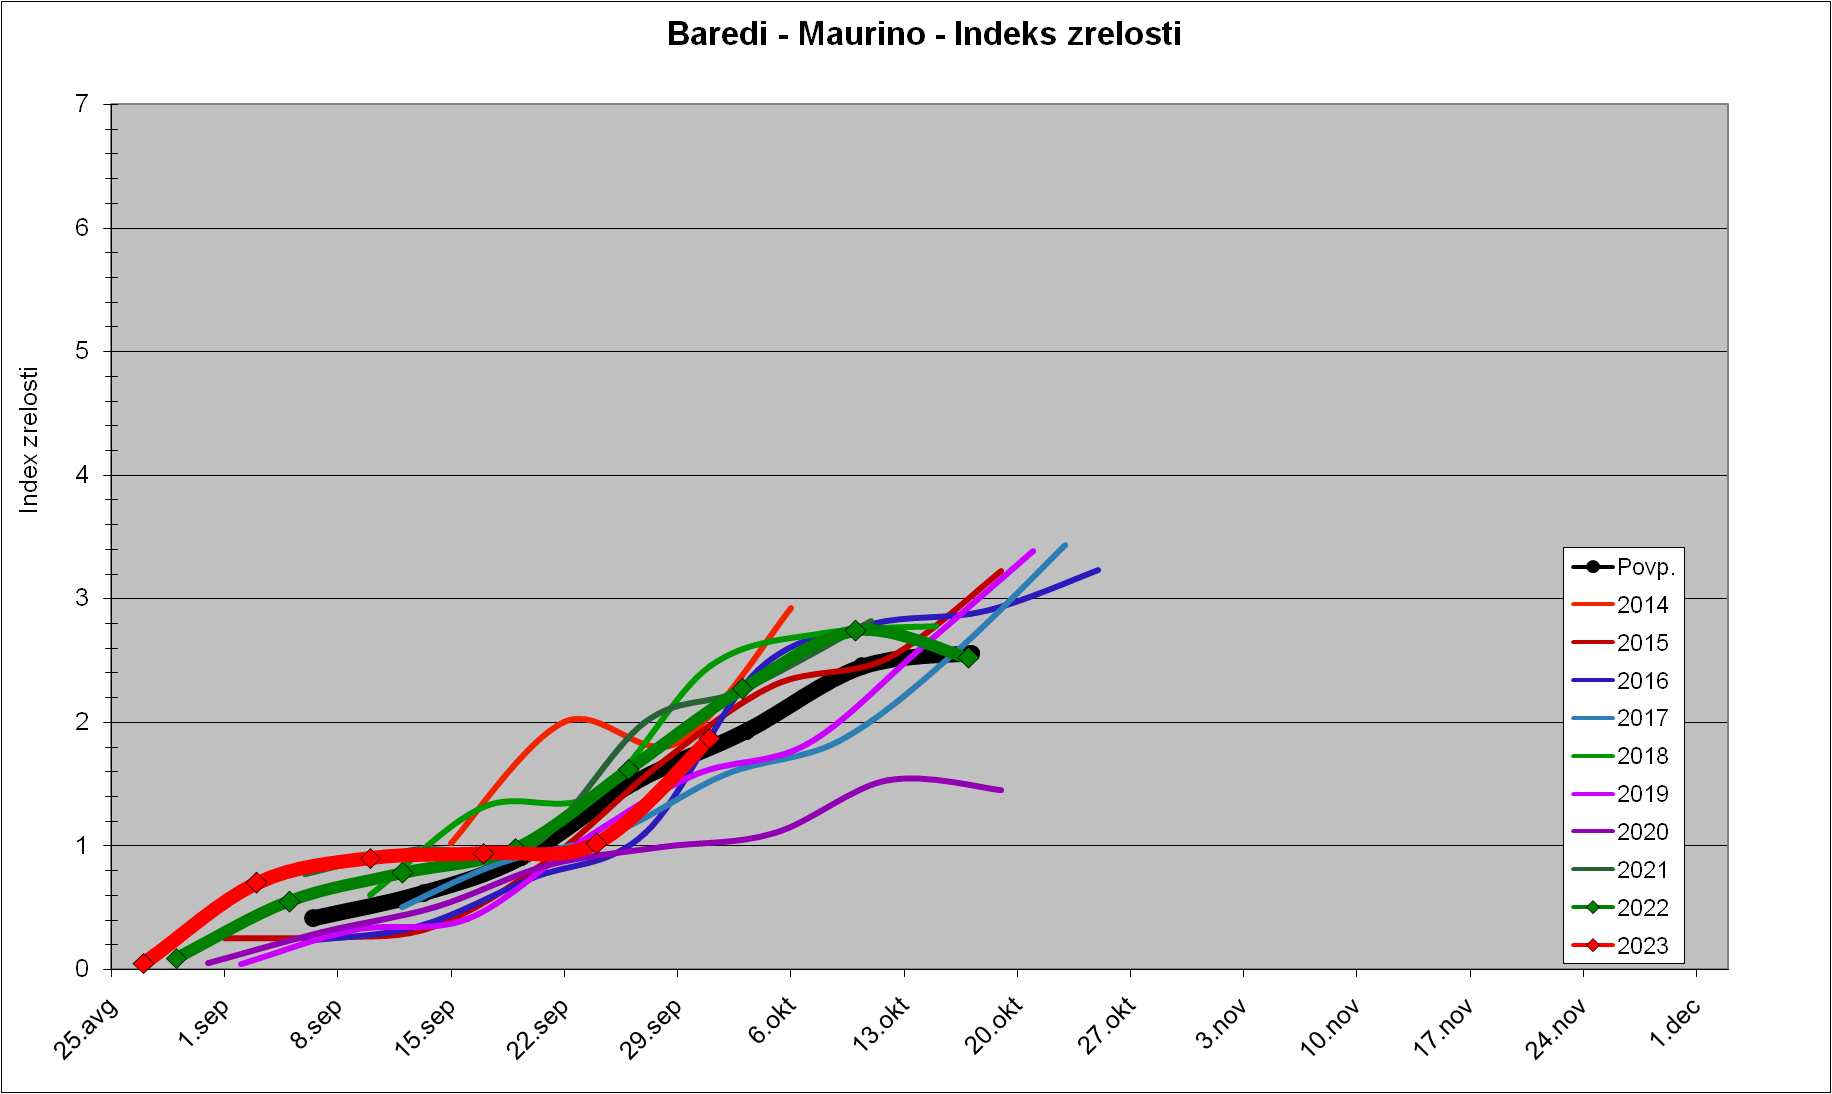 Baredi - Maurino - Indeks zrelosti
Index zrelosti
7
6
5
4
3
2
1
0
25.avg
1.sep
8.sep
15.sep
22.sep
29.sep
6.okt
13.okt
20.okt
27.okt
3.nov
10.nov
17.nov
24.nov
1.dec
Povp.
2014
2015
2016
2017
2018
2019
2020
2021
2022
2023